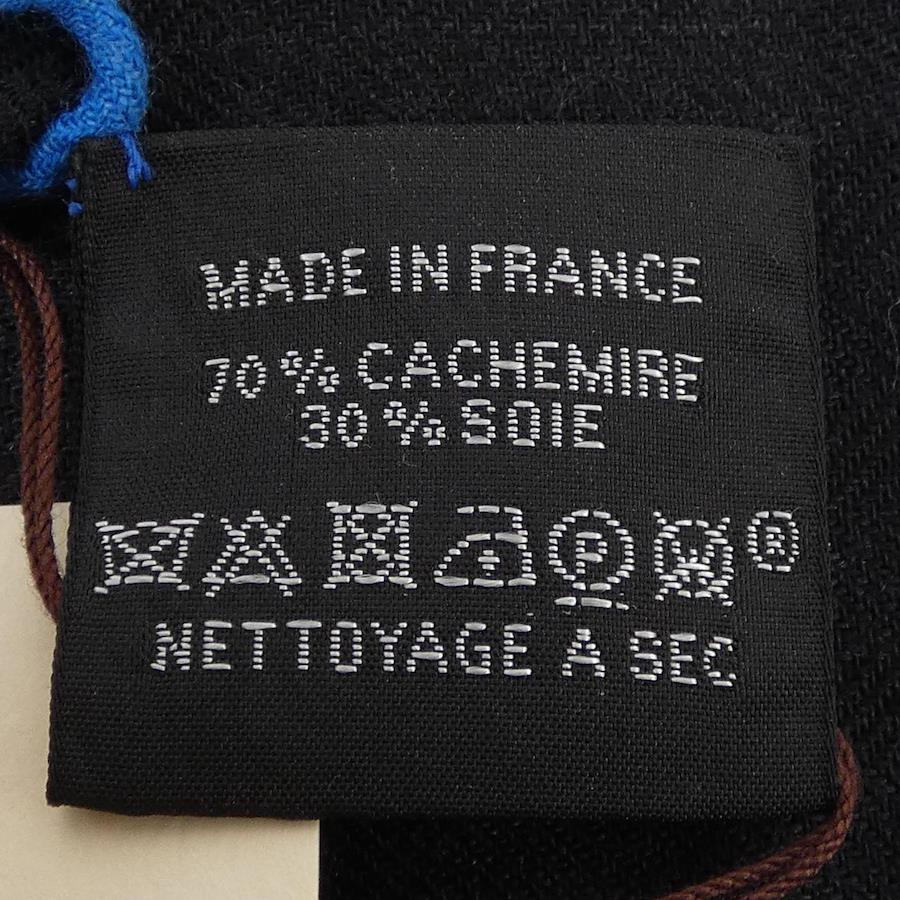 MADE IN FRANCE
70 % CACHEMIRE
30 % SOIE
P W ®
NETTOYAGE A SEC